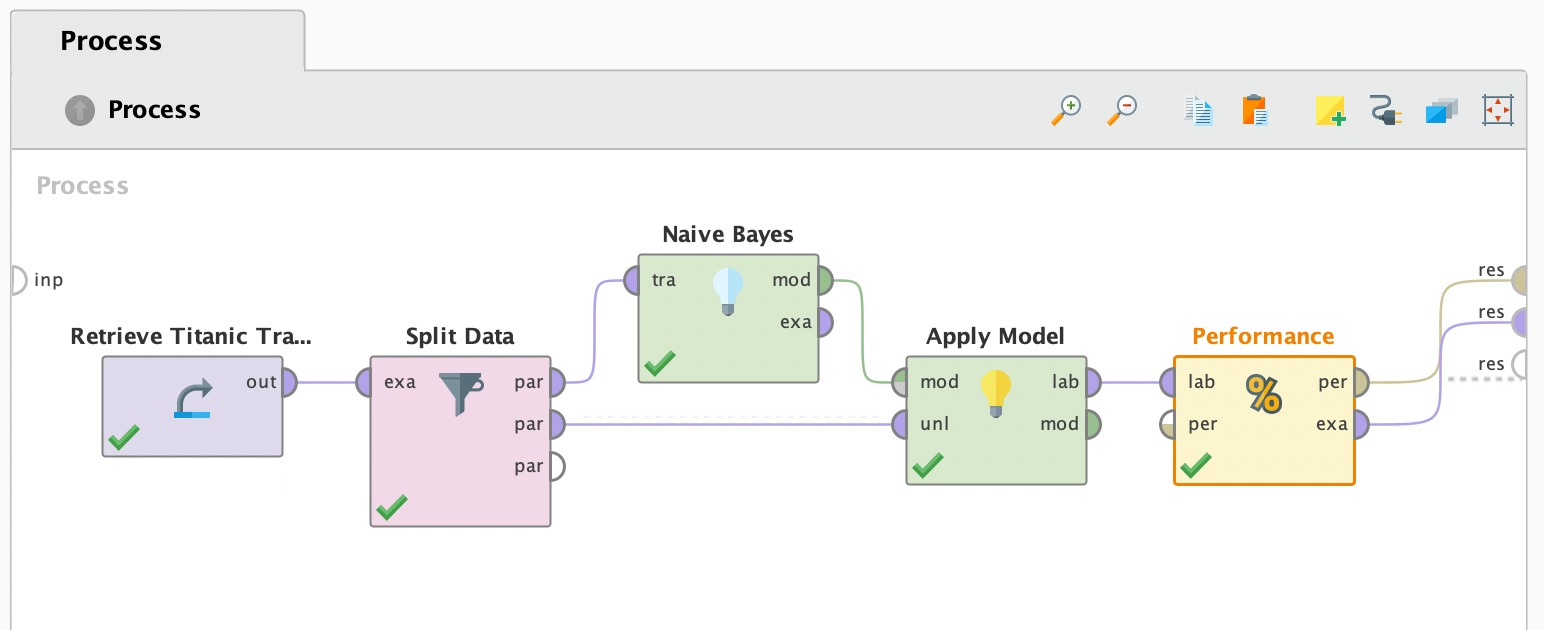 Process
Process
Process
inp
Retrieve Titanic Tra...
out
Split Data
exa
par
par
par
Naive Bayes
tra
mod
exa
Apply Model
mod
lab
unl
mod
Performance
lab
per
per
exa
res
res
res